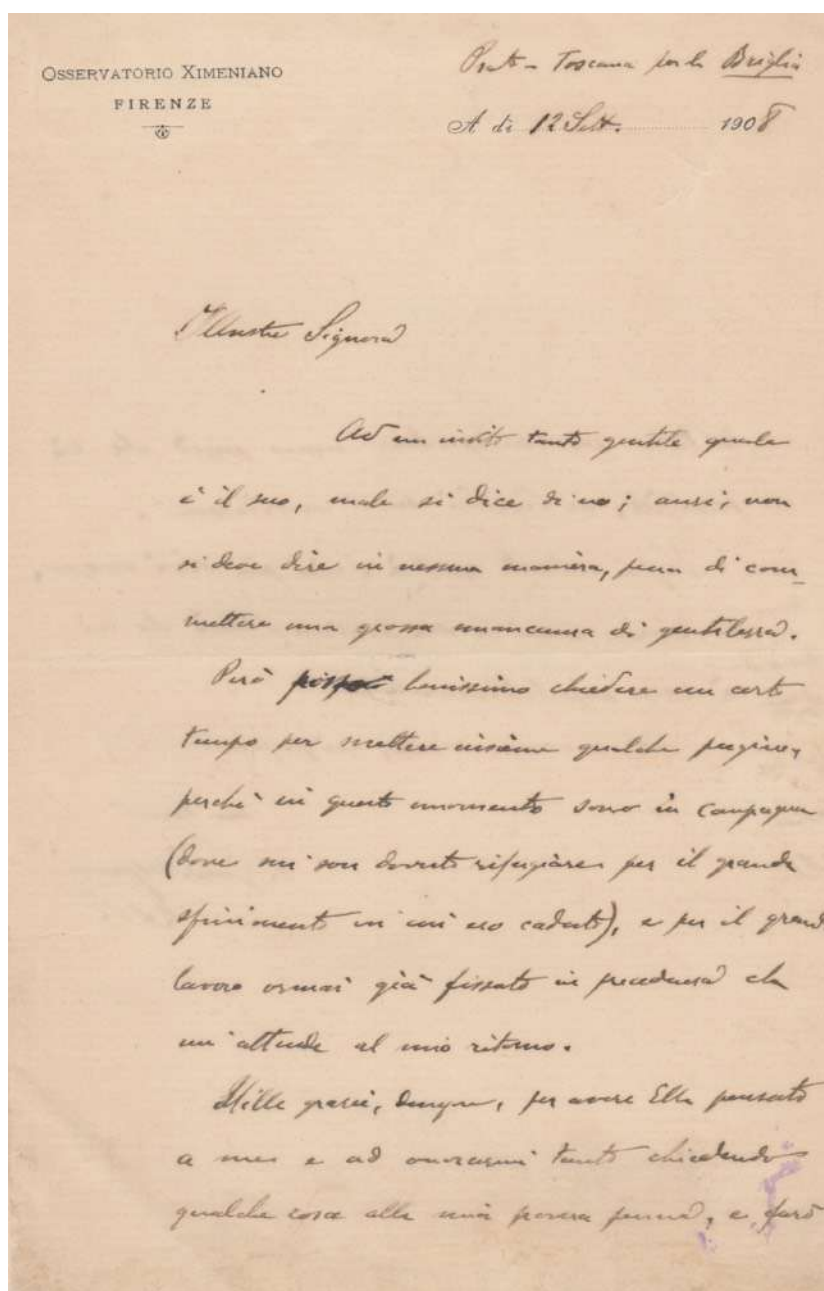 OSSERVATORIO XIMENIANO
FIRENZE
Prato - Toscana per la Briglia
A dì 12 Sett. 1908
Illustre Signora
Ad un invito tanto gentile quale
è il suo, male si dice di no; anzi, non
si deve dire in nessuna maniera, pena di com-
mettere una grossa mancanza di gentilezza.
Però benissimo chiedere un certo
tempo per mettere insieme qualche pagina,
perchè in questo momento sono in campagna
(dove mi son dovuto rifugiare per il grande
sfinimento in cui ero caduto), e per il grand
lavoro ormai già fissato in precedenza che
mi attende al mio ritorno.
Mille grazie, dunque, per avere Ella pensato
a me e ad onorarmi tanto chiedendo
qualche cosa alla mia povera penna, e farò